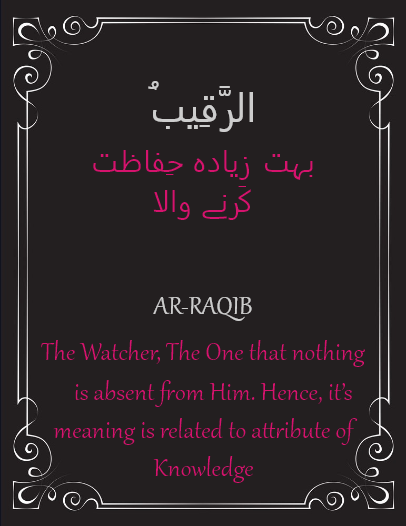 الرَّقِيبُ
بہت زِیادہ حِفاظت
کَرنے والا
AR-RAQIB
The Watcher, The One that nothing
is absent from Him. Hence, it's
meaning is related to attribute of
Knowledge